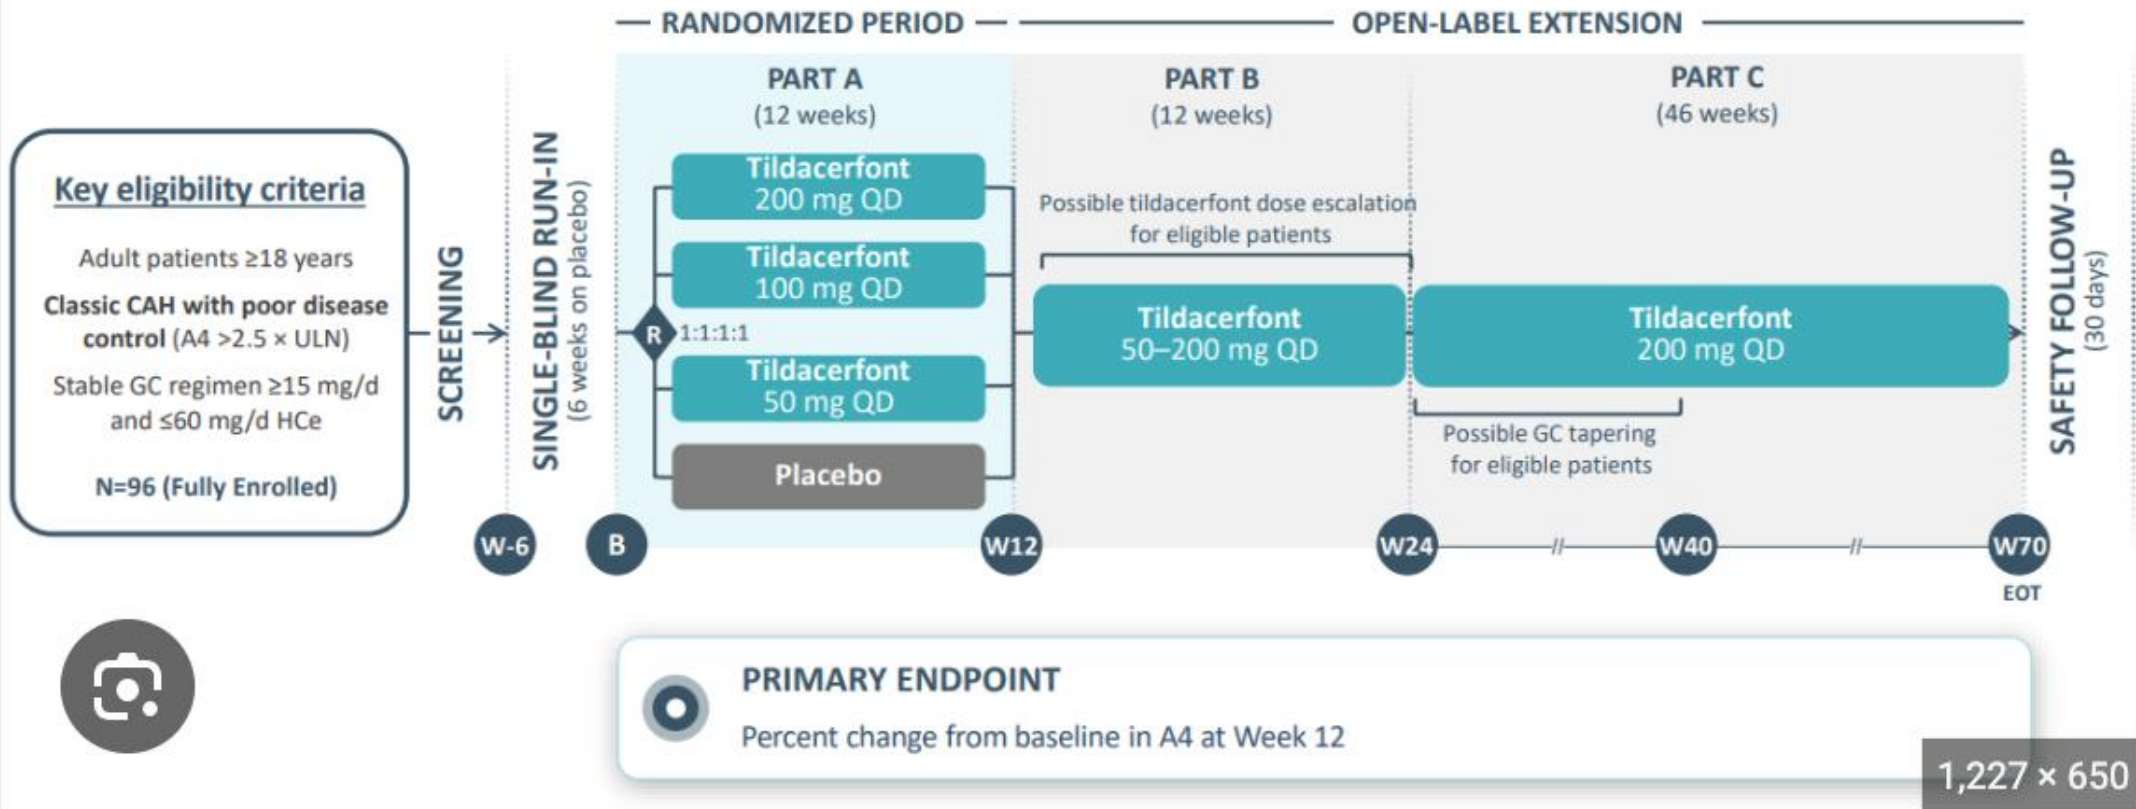 RANDOMIZED PERIOD
OPEN-LABEL EXTENSION
Key eligibility criteria
Adult patients ≥18 years
Classic CAH with poor disease
control (A4 >2.5 × ULN)
Stable GC regimen ≥15 mg/d
and ≤60 mg/d HCe
N=96 (Fully Enrolled)
SCREENING
SINGLE-BLIND RUN-IN
(6 weeks on placebo)
PART A
(12 weeks)
Tildacerfont
200 mg QD
Tildacerfont
100 mg QD
R
1:1:1:1
Tildacerfont
50 mg QD
Placebo
PART B
(12 weeks)
Possible tildacerfont dose escalation
for eligible patients
Tildacerfont
50–200 mg QD
PART C
(46 weeks)
Tildacerfont
200 mg QD
Possible GC tapering
for eligible patients
SAFETY FOLLOW-UP
(30 days)
W-6
B
W12
W24
//
W40
//
W70
EOT
PRIMARY ENDPOINT
Percent change from baseline in A4 at Week 12
1,227 × 650